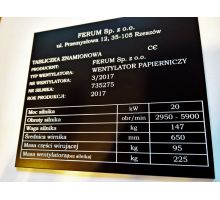 FERUM Sp. z o.o.
ul. Przemysłowa 12, 35-105 Rzeszów
TABLICZKA ZNAMIONOWA CE
PRODUCENT: FERUM Sp. z o.o.
TYP WENTYLATORA: WENTYLATOR PAPIERNICZY
NR WENTYLATORA: 3/2017
NR SILNIKA: 735275
ROK PRODUKCJI: 2017
Moc silnika kW 20
Obroty silnika obr/min 2950 - 5900
Waga silnika kg 147
Średnica wirnika mm 650
Masa części wirującej kg 95
Masa wentylatora(bez silnika) kg 225